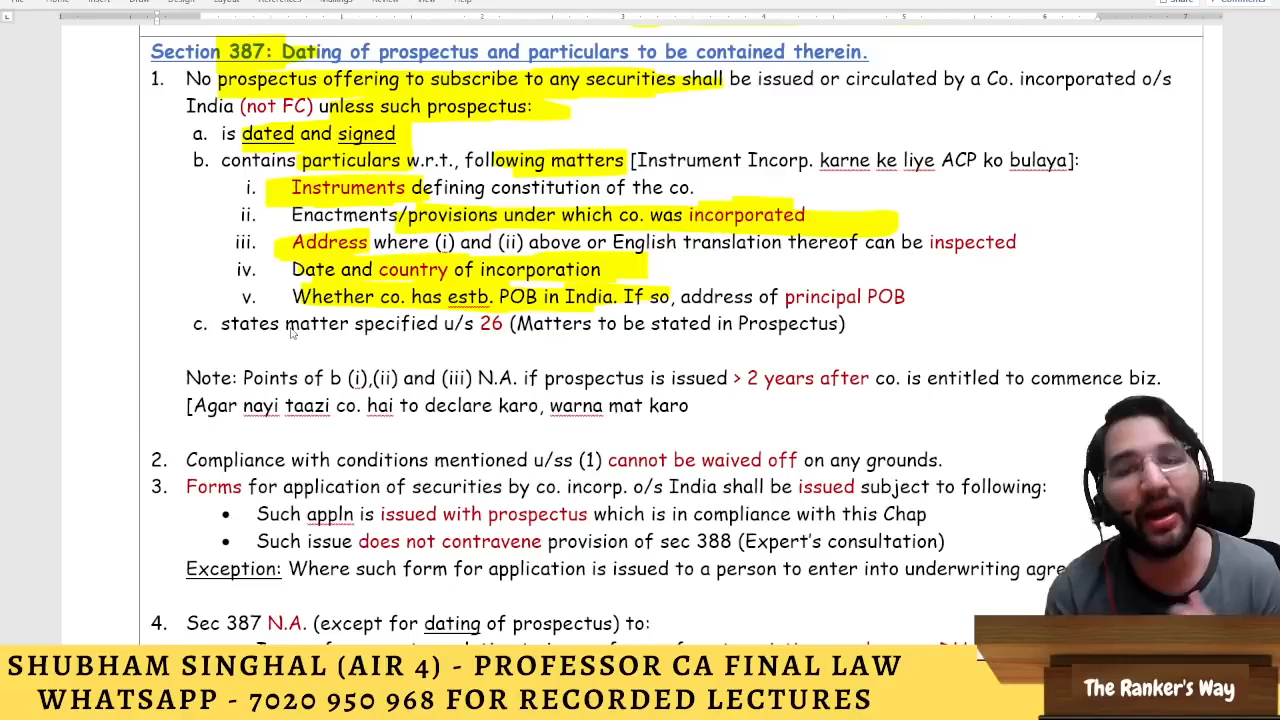 Section 387: Dating of prospectus and particulars to be contained therein.
1. No prospectus offering to subscribe to any securities shall be issued or circulated by a Co. incorporated o/s
India (not FC) unless such prospectus:
a. is dated and signed
b. contains particulars w.r.t., following matters [Instrument Incorp. karne ke liye ACP ko bulaya]:
i. Instruments defining constitution of the co.
ii. Enactments/provisions under which co. was incorporated
iii. Address where (i) and (ii) above or English translation thereof can be inspected
iv. Date and country of incorporation
v. Whether co. has estb. POB in India. If so, address of principal POB
c. states matter specified u/s 26 (Matters to be stated in Prospectus)
Note: Points of b (i),(ii) and (iii) N.A. if prospectus is issued > 2 years after co. is entitled to commence biz.
[Agar nayi taazi co. hai to declare karo, warna mat karo
2. Compliance with conditions mentioned u/ss (1) cannot be waived off on any grounds.
3. Forms for application of securities by co. incorp. o/s India shall be issued subject to following:
• Such appln is issued with prospectus which is in compliance with this Chap
• Such issue does not contravene provision of sec 388 (Expert's consultation)
Exception: Where such form for application is issued to a person to enter into underwriting agre
4. Sec 387 N.A. (except for dating of prospectus) to:
SHUBHAM SINGHAL (AIR 4) - PROFESSOR CA FINAL LAW
WHATSAPP - 7020 950 968 FOR RECORDED LECTURES
The Ranker's Way